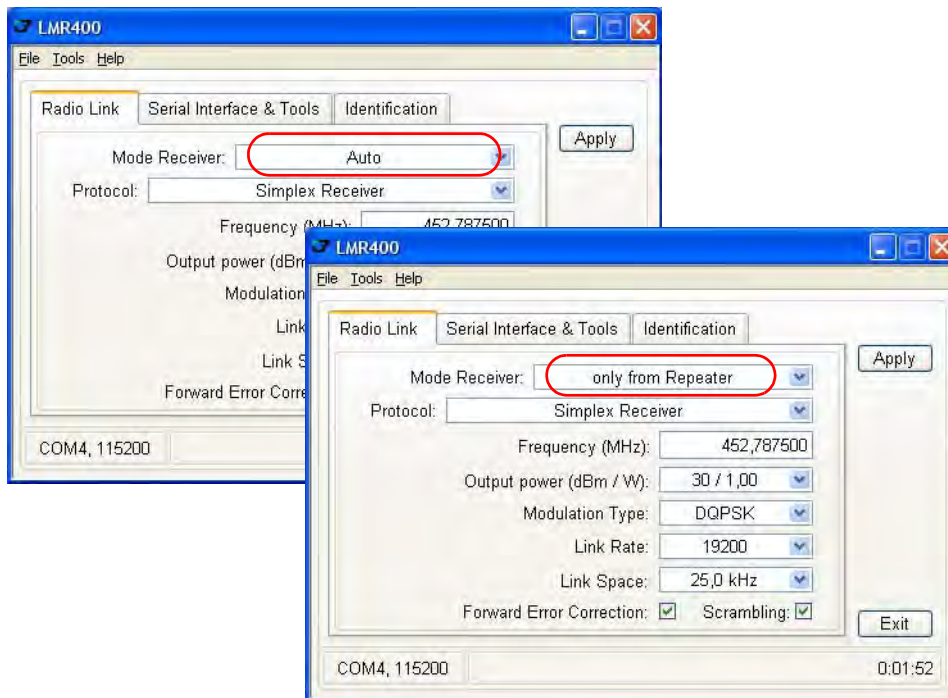 LMR400
File Tools Help
Radio Link Serial Interface & Tools Identification
Mode Receiver: Auto
Apply
Protocol: Simplex Receiver
Frequency (MHz): 452,787500
Output power (dBm
Modulation
Link
Link S
Forward Error Corre
COM4, 115200
LMR400
File Tools Help
Radio Link Serial Interface & Tools Identification
Mode Receiver: only from Repeater
Apply
Protocol: Simplex Receiver
Frequency (MHz): 452,787500
Output power (dBm / W): 30 / 1,00
Modulation Type: DQPSK
Link Rate: 19200
Link Space: 25,0 kHz
Forward Error Correction: Scrambling:
Exit
COM4, 115200 0:01:52